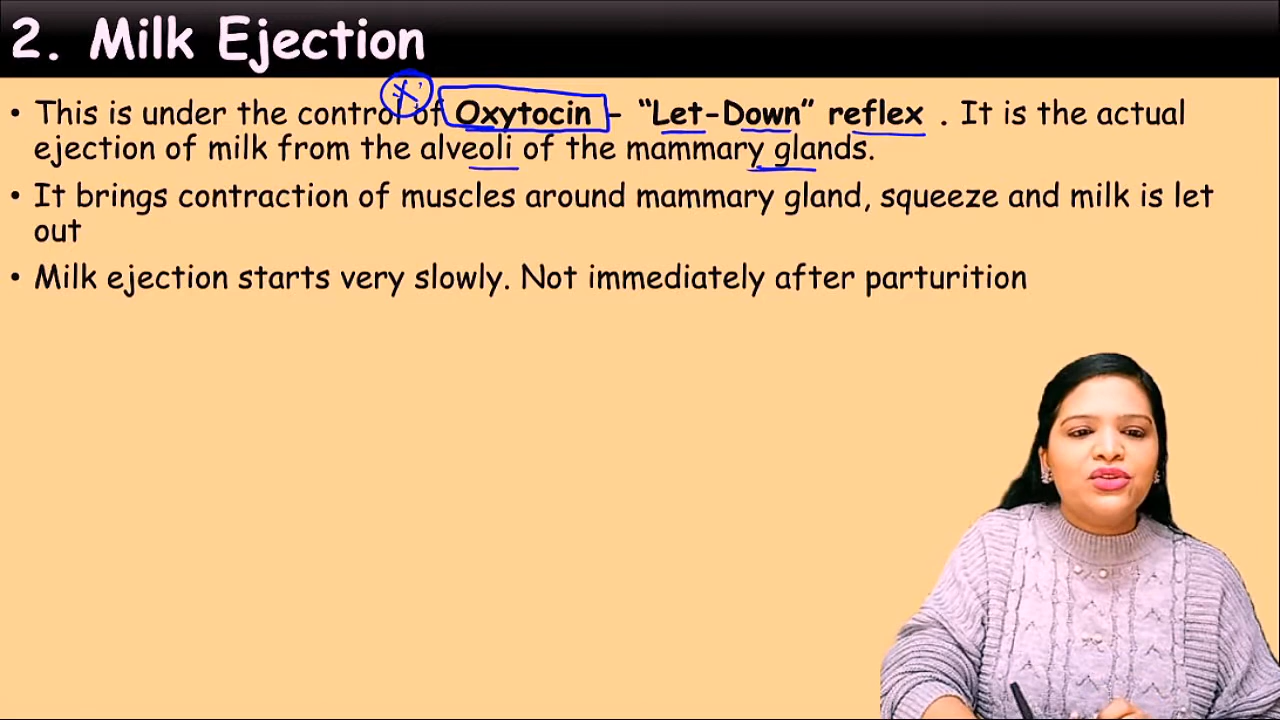 2. Milk Ejection
• This is under the control of Oxytocin - “Let-Down” reflex . It is the actual
ejection of milk from the alveoli of the mammary glands.
• It brings contraction of muscles around mammary gland, squeeze and milk is let
out
• Milk ejection starts very slowly. Not immediately after parturition